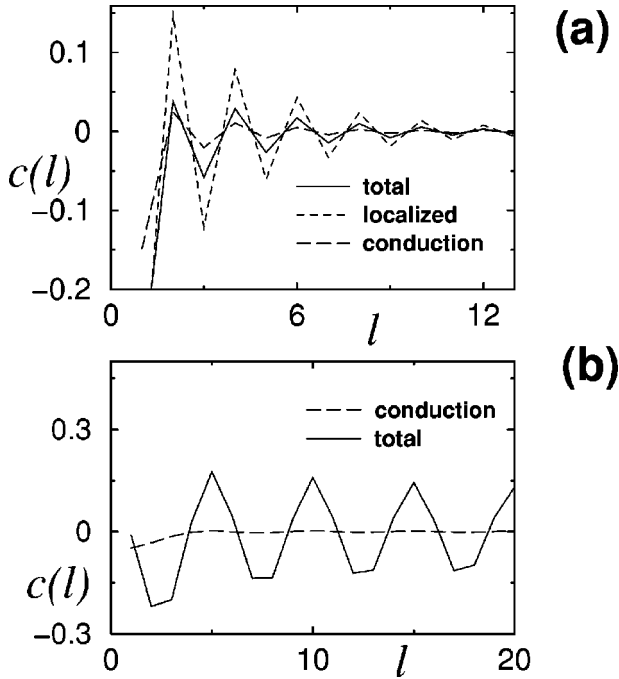 (a)
0.1
0
c(l)
−0.1
−0.2
total
localized
conduction
0
6
12
l
(b)
conduction
total
0.3
0
c(l)
−0.3
0
10
20
l